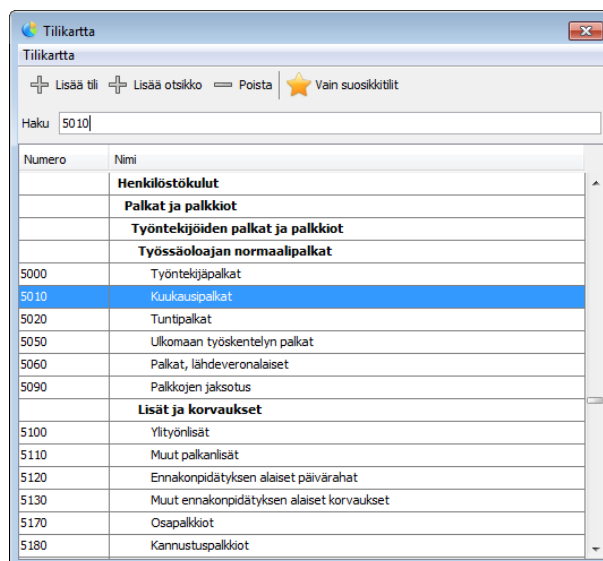 Tilikartta
Tilikartta
Lisää tili Lisää otsikko Poista Vain suosikkitilit
Haku 5010
Numero Nimi
Henkilöstökulut
Palkat ja palkkiot
Työntekijöiden palkat ja palkkiot
Työssäoloajan normaalipalkat
5000 Työntekijäpalkat
5010 Kuukausipalkat
5020 Tuntipalkat
5050 Ulkomaan työskentelyn palkat
5060 Palkat, lähdeveronalaiset
5090 Palkkojen jaksotus
Lisät ja korvaukset
5100 Ylityönlisät
5110 Muut palkanlisät
5120 Ennakonpidätyksen alaiset päivärahat
5130 Muut ennakonpidätyksen alaiset korvaukset
5170 Osapalkkiot
5180 Kannustuspalkkiot